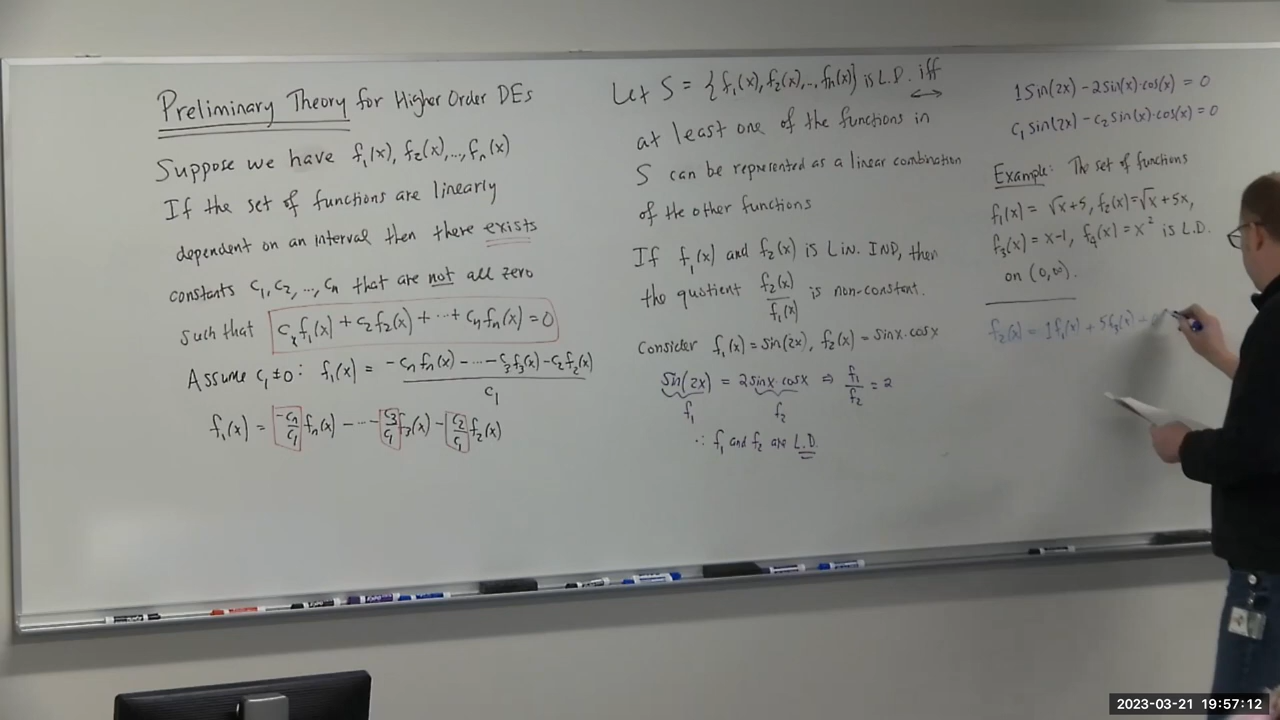 Preliminary Theory for Higher Order DEs
Suppose we have f₁(x), f₂(x),..., fₙ(x)
If the set of functions are linearly
dependent on an interval then there exists
constants c₁, c₂, ..., cₙ that are not all zero
such that c₁f₁(x) + c₂f₂(x) + ··· + cₙfₙ(x) = 0
Assume c₁ ≠ 0: f₁(x) = (-cₙfₙ(x) - ··· - c₃f₃(x) - c₂f₂(x))/c₁
f₁(x) = -cₙ/c₁ fₙ(x) - ··· - c₃/c₁ f₃(x) - c₂/c₁ f₂(x)
Let S = {f₁(x), f₂(x),.., fₙ(x)} is L.D. iff
↔
at least one of the functions in
S can be represented as a linear combination
of the other functions
If f₁(x) and f₂(x) is Lin. IND, then
the quotient f₂(x)/f₁(x) is non-constant.
Consider f₁(x) = sin(2x), f₂(x) = sinx·cosx
sin(2x) = 2sinx·cosx ⇒ f₁/f₂ = 2
f₁ f₂
∴ f₁ and f₂ are L.D.
1sin(2x) - 2sin(x)·cos(x) = 0
c₁sin(2x) - c₂sin(x)·cos(x) = 0
Example: The set of functions
f₁(x) = √x + 5, f₂(x) = √x + 5x,
f₃(x) = x-1, f₄(x) = x² is L.D.
on (0,∞).
f₂(x) = 1f₁(x) + 5f₃(x) +
2023-03-21 19:57:12